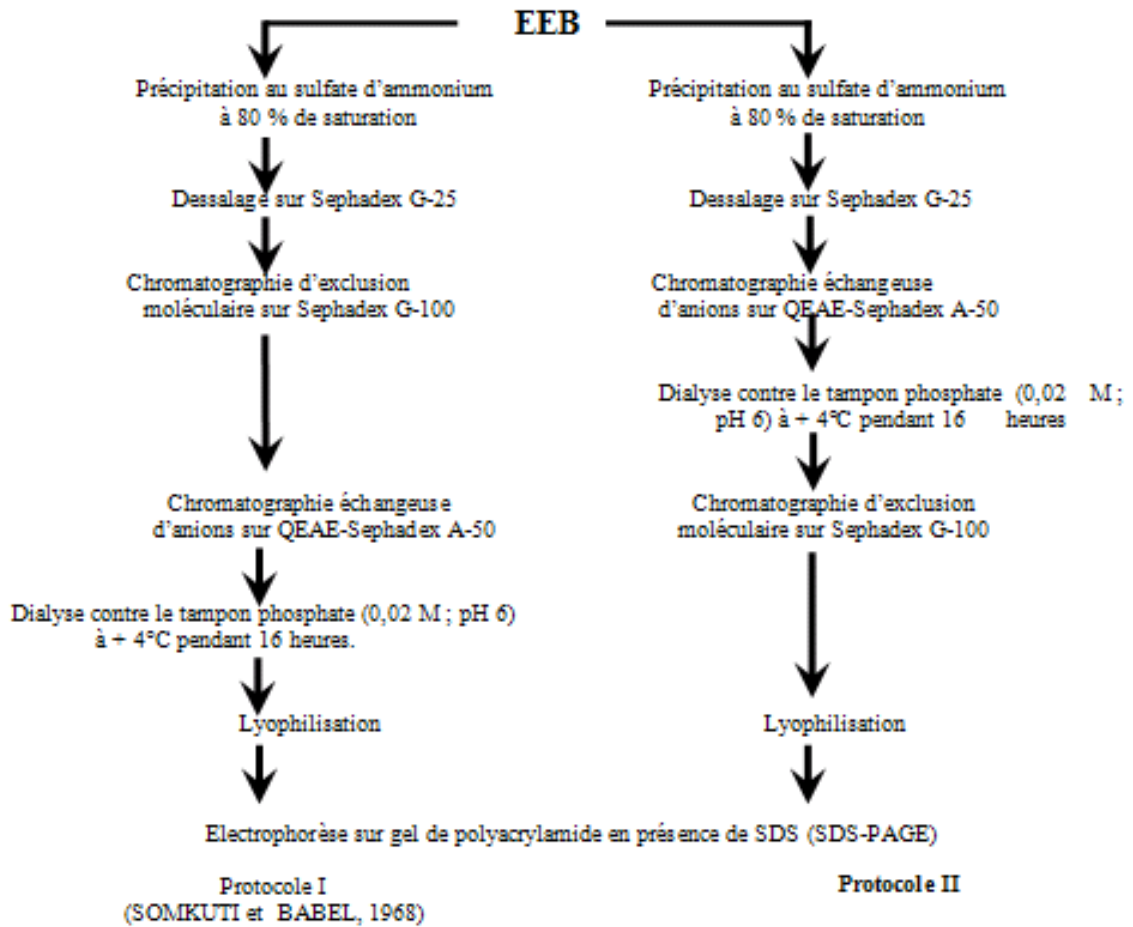 EEB
Précipitation au sulfate d'ammonium
à 80 % de saturation
Dessalage sur Sephadex G-25
Chromatographie d'exclusion
moléculaire sur Sephadex G-100
Chromatographie échangeuse
d'anions sur QEAE-Sephadex A-50
Dialyse contre le tampon phosphate (0,02 M ; pH 6)
à + 4°C pendant 16 heures.
Lyophilisation
Précipitation au sulfate d'ammonium
à 80 % de saturation
Dessalage sur Sephadex G-25
Chromatographie échangeuse
d'anions sur QEAE-Sephadex A-50
Dialyse contre le tampon phosphate (0,02 M ;
pH 6) à + 4°C pendant 16 heures
Chromatographie d'exclusion
moléculaire sur Sephadex G-100
Lyophilisation
Electrophorèse sur gel de polyacrylamide en présence de SDS (SDS-PAGE)
Protocole I
(SOMKUTI et BABEL, 1968)
Protocole II